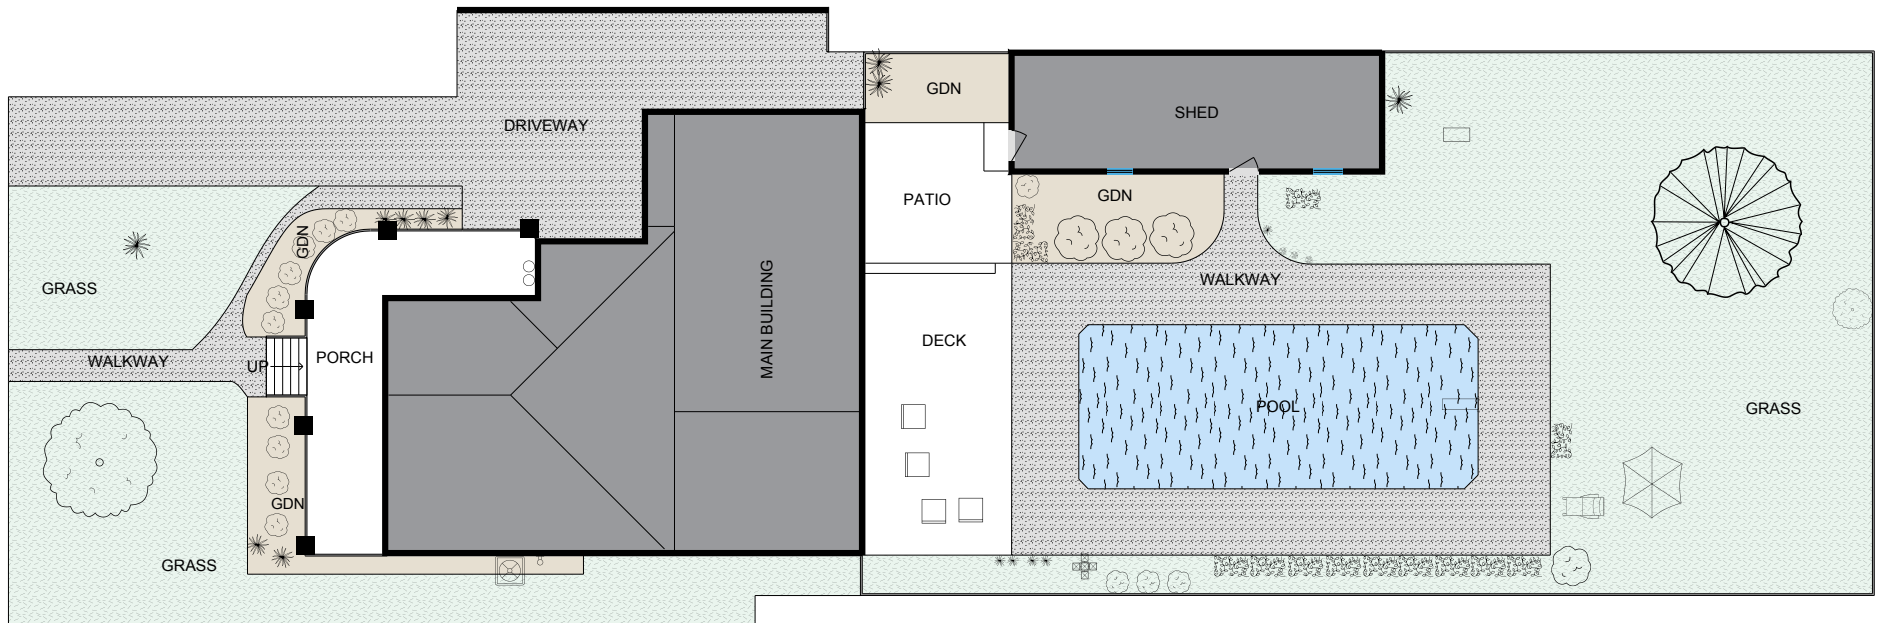 GDN
SHED
DRIVEWAY
GDN
PATIO
GDN
GRASS
WALKWAY
MAIN BUILDING
DECK
PORCH
WALKWAY
UP
POOL
GRASS
GDN
GRASS